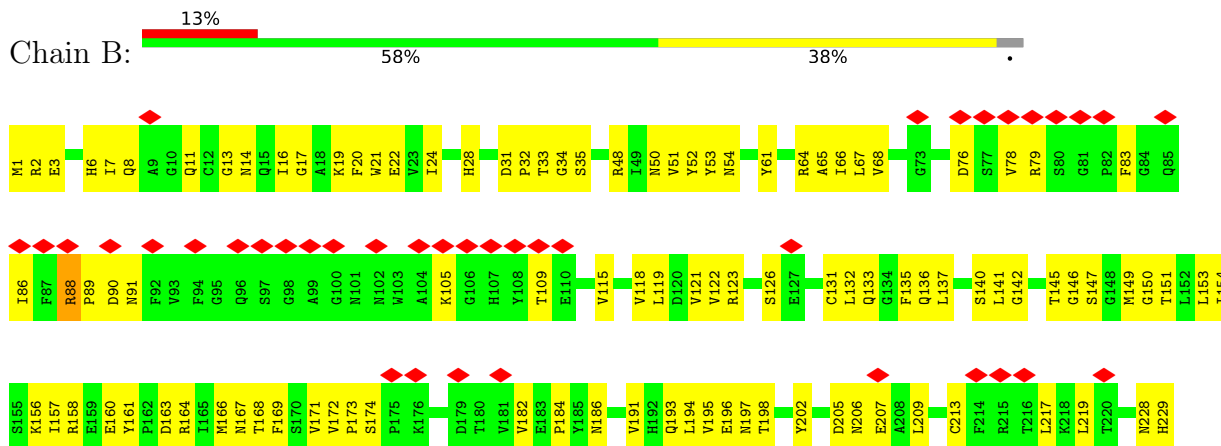 13%
Chain B:
58% 38% •
M1 R2 E3 H6 I7 Q8 A9 G10 Q11 C12 G13 N14 Q15 I16 G17 A18 K19 F20 W21 E22 V23 I24 H28 D31 P32 T33 G34 S35 R48 I49 N50 V51 Y52 Y53 N54 Y61 R64 A65 I66 L67 V68 G73 D76 S77 V78 R79 S80 G81 P82 F83 G84 Q85
I86 F87 R88 P89 D90 N91 F92 V93 F94 G95 Q96 S97 G98 A99 G100 N101 N102 W103 A104 K105 G106 H107 Y108 T109 E110 V115 V118 L119 D120 V121 V122 R123 S126 E127 C131 L132 Q133 G134 F135 Q136 L137 S140 L141 G142 T145 G146 S147 G148 M149 G150 T151 L152 L153 I154
S155 K156 I157 R158 E159 E160 Y161 P162 D163 R164 I165 M166 N167 T168 F169 S170 V171 V172 P173 S174 P175 K176 D179 T180 V181 V182 E183 P184 Y185 N186 V191 H192 Q193 L194 V195 E196 N197 T198 Y202 D205 N206 E207 A208 L209 C213 F214 R215 T216 L217 K218 L219 T220 N228 H229